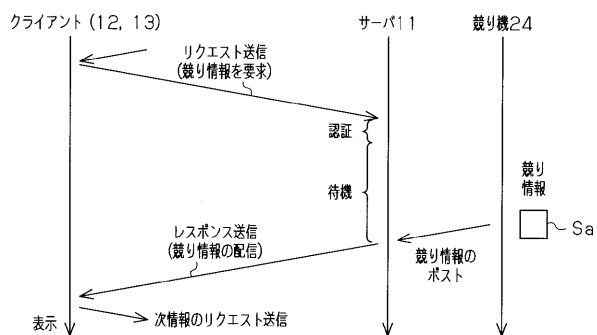 クライアント (12, 13)
サーバ11
競り機24
リクエスト送信
(競り情報を要求)
認証
待機
競り
情報
Sa
レスポンス送信
(競り情報の配信)
競り情報の
ポスト
表示
次情報のリクエスト送信